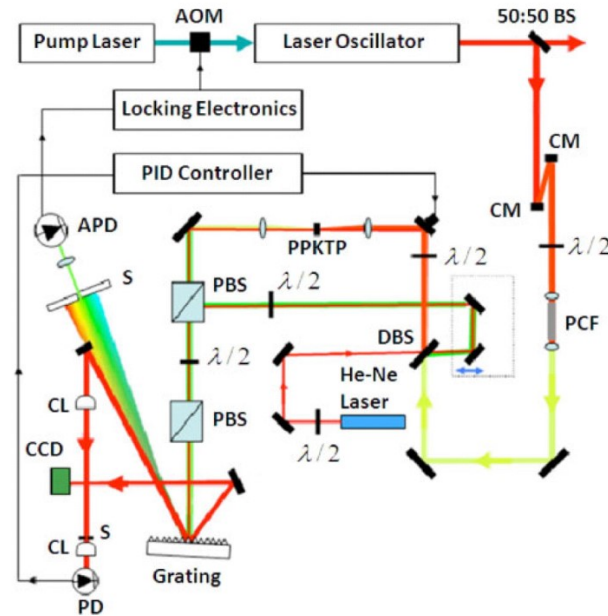 AOM
50:50 BS
Pump Laser
Laser Oscillator
Locking Electronics
CM
PID Controller
CM
APD
PPKTP
λ/2
λ/2
S
PBS
λ/2
PCF
DBS
λ/2
He-Ne
Laser
CL
PBS
CCD
λ/2
S
CL
Grating
PD